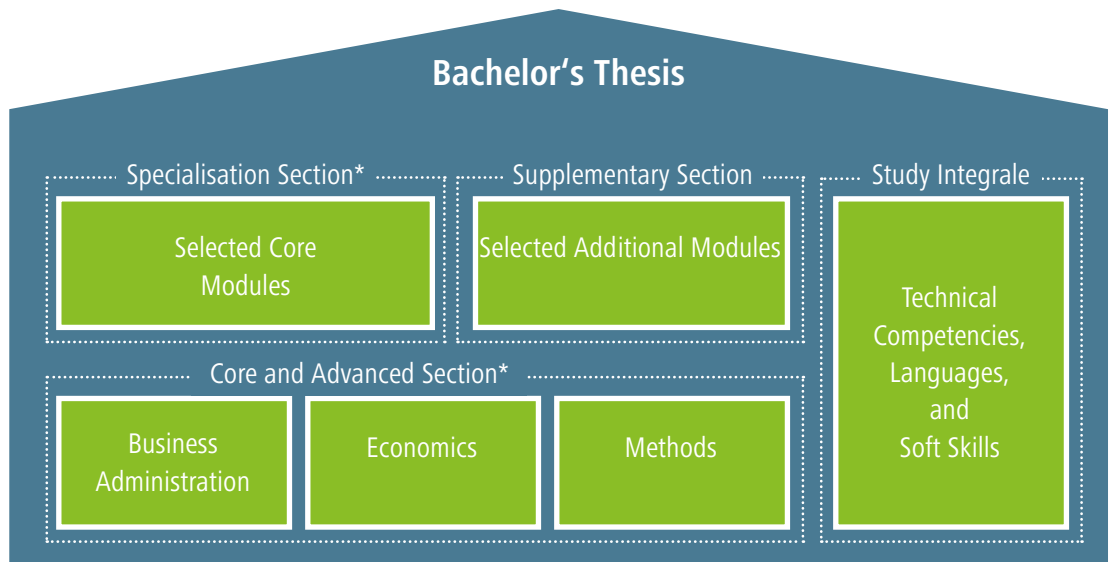 Bachelor‘s Thesis
Specialisation Section*
Selected Core
Modules
Supplementary Section
Selected Additional Modules
Study Integrale
Technical
Competencies,
Languages,
and
Soft Skills
Core and Advanced Section*
Business
Administration
Economics
Methods